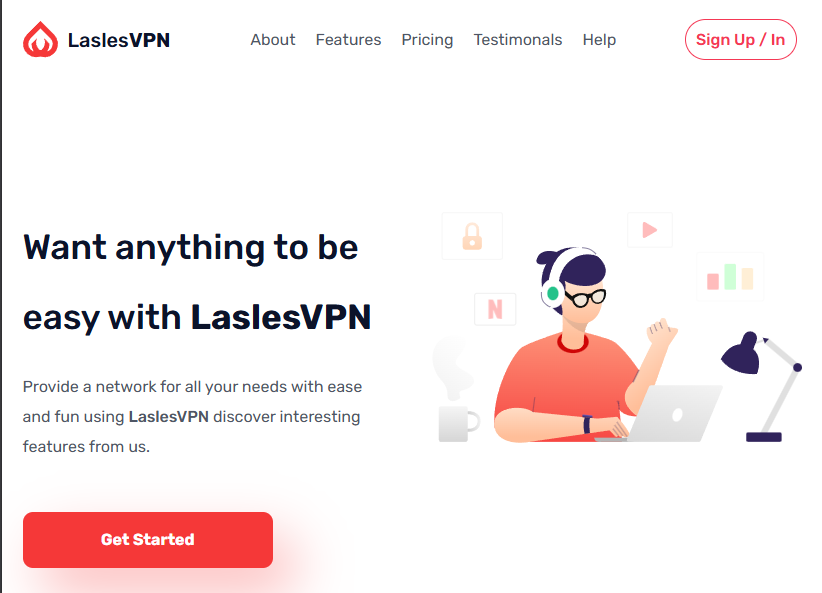 LaslesVPN
About Features Pricing Testimonals Help
Sign Up / In
Want anything to be
easy with LaslesVPN
Provide a network for all your needs with ease
and fun using LaslesVPN discover interesting
features from us.
Get Started
N